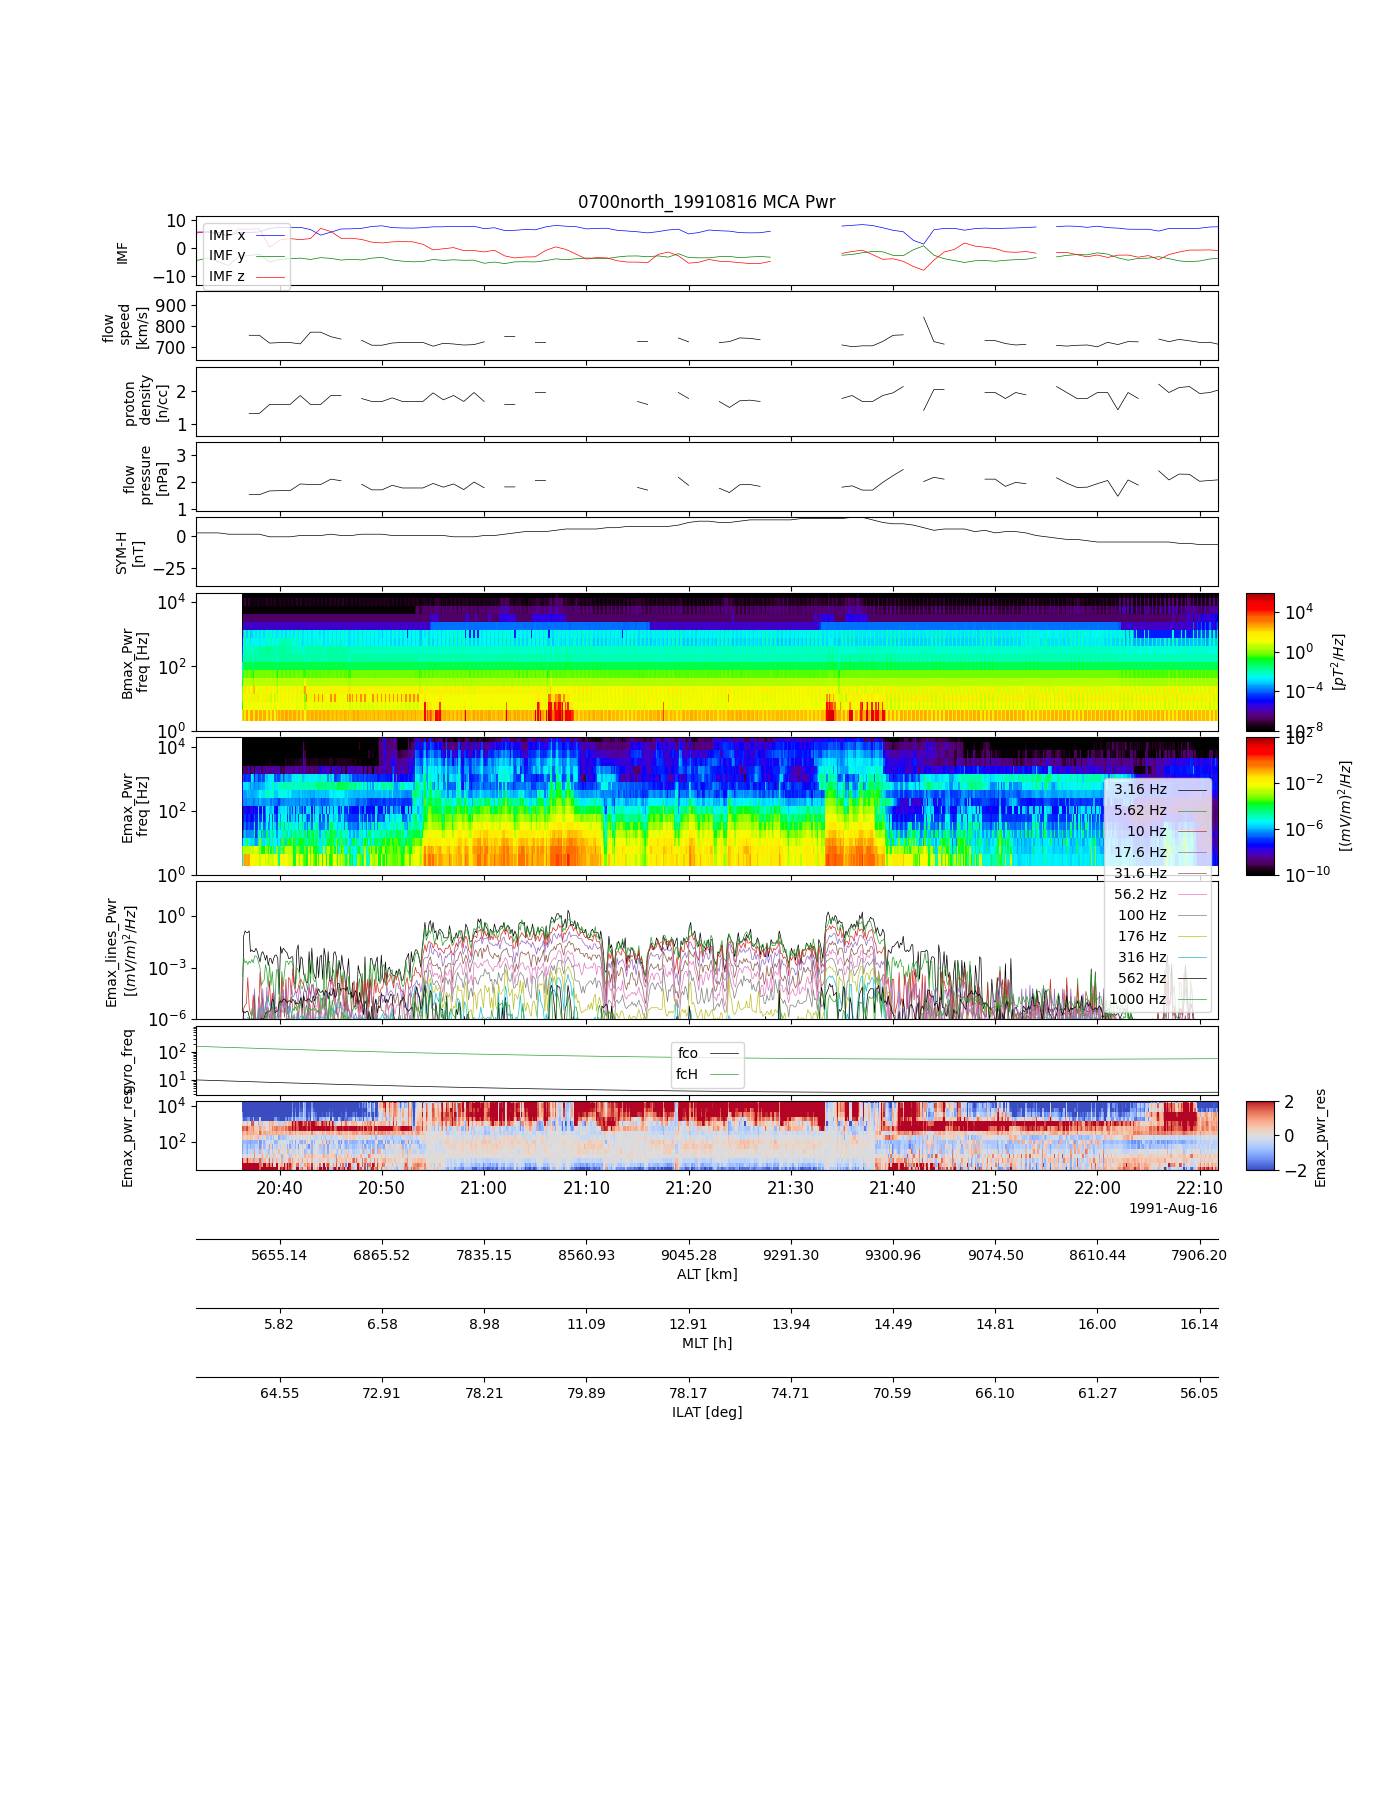 0700north_19910816 MCA Pwr
10
0
−10
IMF
IMF x
IMF y
IMF z
900
800
700
flow
speed
[km/s]
2
1
proton
density
[n/cc]
3
2
1
flow
pressure
[nPa]
0
−25
SYM-H
[nT]
10^4
10^2
10^0
Bmax_Pwr
freq [Hz]
10^4
10^0
10^−4
10^−8
[pT^2/Hz]
10^4
10^2
10^0
Emax_Pwr
freq [Hz]
10^2
10^−2
10^−6
10^−10
[(mV/m)^2/Hz]
3.16 Hz
5.62 Hz
10 Hz
17.6 Hz
31.6 Hz
56.2 Hz
100 Hz
176 Hz
316 Hz
562 Hz
1000 Hz
10^0
10^−3
10^−6
Emax_lines_Pwr
[(mV/m)^2/Hz]
10^2
10^1
gyro_freq
fco
fcH
10^4
10^2
Emax_pwr_res
2
0
−2
Emax_pwr_res
20:40 20:50 21:00 21:10 21:20 21:30 21:40 21:50 22:00 22:10
1991-Aug-16
5655.14 6865.52 7835.15 8560.93 9045.28 9291.30 9300.96 9074.50 8610.44 7906.20
ALT [km]
5.82 6.58 8.98 11.09 12.91 13.94 14.49 14.81 16.00 16.14
MLT [h]
64.55 72.91 78.21 79.89 78.17 74.71 70.59 66.10 61.27 56.05
ILAT [deg]